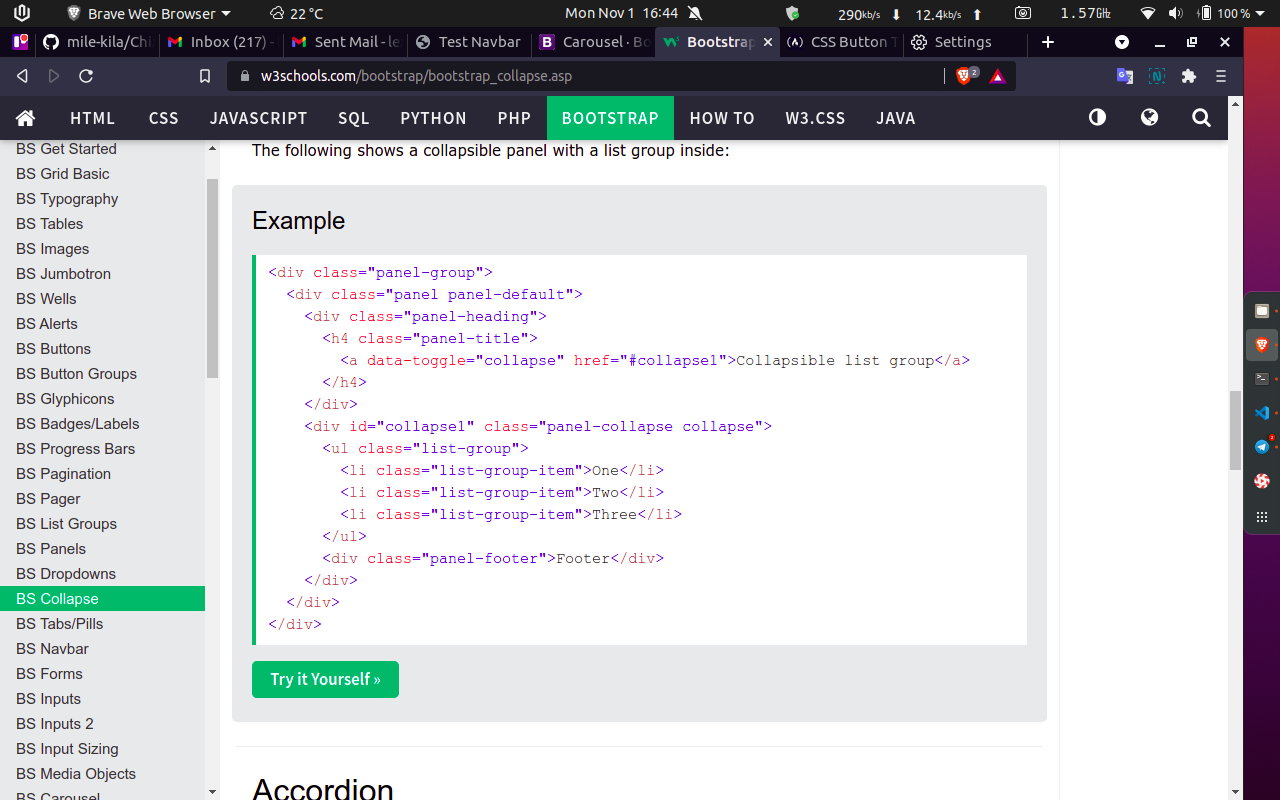 Brave Web Browser 22 °C Mon Nov 1 16:44 290kb/s 12.4kb/s 1.57GHz 100 %
mile-kila/Chi Inbox (217) - Sent Mail - le Test Navbar Carousel · Bo Bootstrap CSS Button T Settings
w3schools.com/bootstrap/bootstrap_collapse.asp 2
HTML CSS JAVASCRIPT SQL PYTHON PHP BOOTSTRAP HOW TO W3.CSS JAVA
BS Get Started
BS Grid Basic
BS Typography
BS Tables
BS Images
BS Jumbotron
BS Wells
BS Alerts
BS Buttons
BS Button Groups
BS Glyphicons
BS Badges/Labels
BS Progress Bars
BS Pagination
BS Pager
BS List Groups
BS Panels
BS Dropdowns
BS Collapse
BS Tabs/Pills
BS Navbar
BS Forms
BS Inputs
BS Inputs 2
BS Input Sizing
BS Media Objects
BS Carousel
The following shows a collapsible panel with a list group inside:
Example
<div class="panel-group">
  <div class="panel panel-default">
    <div class="panel-heading">
      <h4 class="panel-title">
        <a data-toggle="collapse" href="#collapse1">Collapsible list group</a>
      </h4>
    </div>
    <div id="collapse1" class="panel-collapse collapse">
      <ul class="list-group">
        <li class="list-group-item">One</li>
        <li class="list-group-item">Two</li>
        <li class="list-group-item">Three</li>
      </ul>
      <div class="panel-footer">Footer</div>
    </div>
  </div>
</div>
Try it Yourself »
Accordion